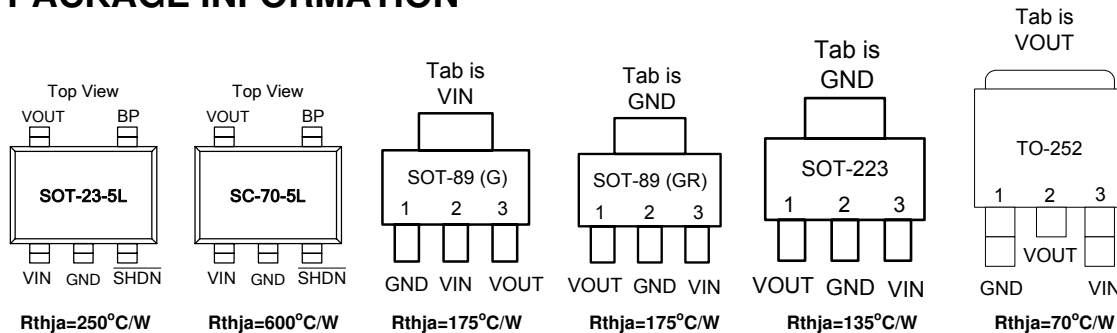 PACKAGE INFORMATION
Top View
VOUT BP
SOT-23-5L
VIN GND SHDN
Rthja=250°C/W
Top View
VOUT BP
SC-70-5L
VIN GND SHDN
Rthja=600°C/W
Tab is
VIN
SOT-89 (G)
1 2 3
GND VIN VOUT
Rthja=175°C/W
Tab is
GND
SOT-89 (GR)
1 2 3
VOUT GND VIN
Rthja=175°C/W
Tab is
GND
SOT-223
1 2 3
VOUT GND VIN
Rthja=135°C/W
Tab is
VOUT
TO-252
1 2 3
VOUT
GND VIN
Rthja=70°C/W